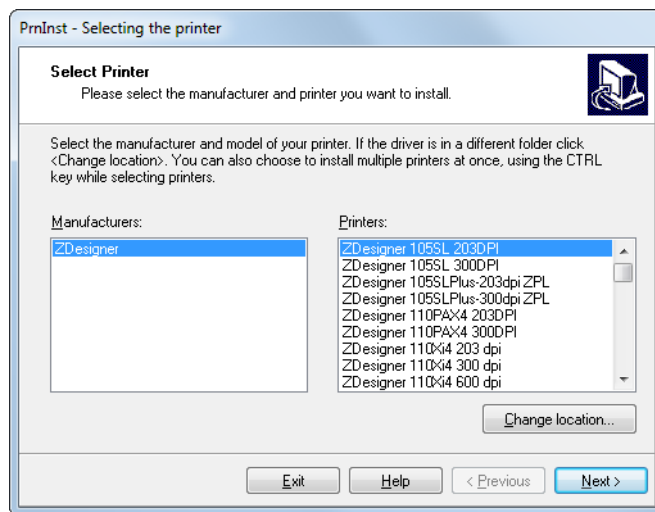 PrnInst - Selecting the printer
Select Printer
Please select the manufacturer and printer you want to install.
Select the manufacturer and model of your printer. If the driver is in a different folder click
<Change location>. You can also choose to install multiple printers at once, using the CTRL
key while selecting printers.
Manufacturers:
ZDesigner
Printers:
ZDesigner 105SL 203DPI
ZDesigner 105SL 300DPI
ZDesigner 105SLPlus-203dpi ZPL
ZDesigner 105SLPlus-300dpi ZPL
ZDesigner 110PAX4 203DPI
ZDesigner 110PAX4 300DPI
ZDesigner 110Xi4 203 dpi
ZDesigner 110Xi4 300 dpi
ZDesigner 110Xi4 600 dpi
Change location...
Exit
Help
< Previous
Next >